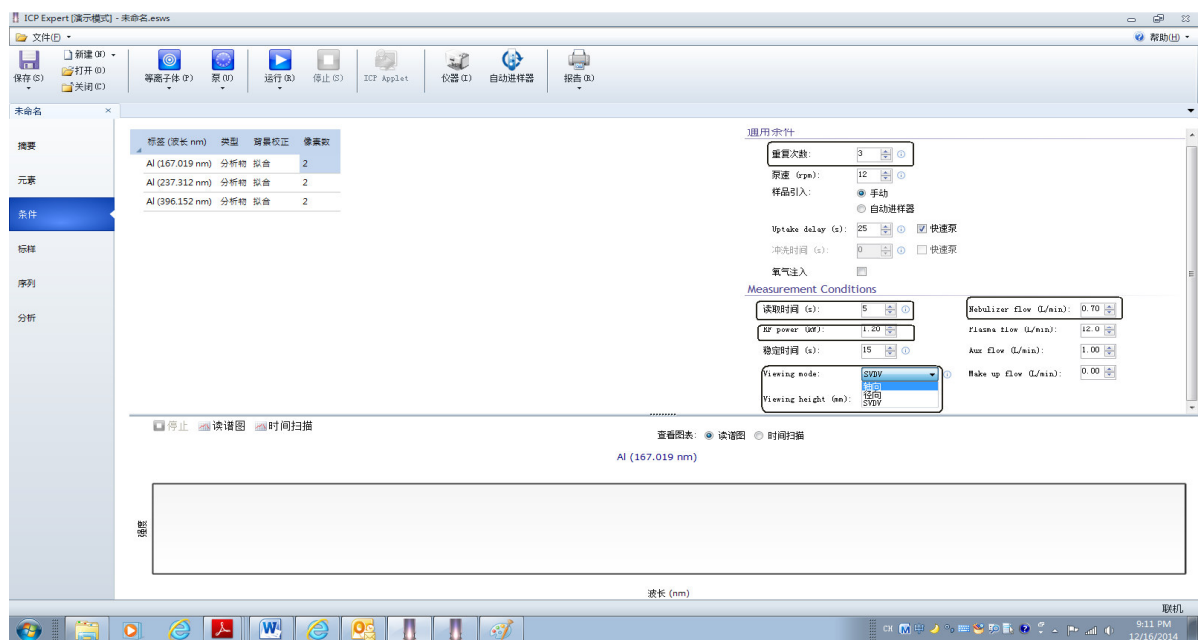 ICP Expert [演示模式] - 未命名.esws
文件(F)
帮助(H)
保存 (S)
新建 (N)
打开 (O)
关闭 (C)
等离子体 (P)
泵 (U)
运行 (R)
停止 (S)
ICP Applet
仪器 (I)
自动进样器
报告 (R)
未命名 ×
摘要
元素
条件
标样
序列
分析
标签 (波长 nm) 类型 背景校正 像素数
Al (167.019 nm) 分析物 拟合 2
Al (237.312 nm) 分析物 拟合 2
Al (396.152 nm) 分析物 拟合 2
通用条件
重复次数: 3
泵速 (rpm): 12
样品引入: 手动
自动进样器
Uptake delay (s): 25 快速泵
冲洗时间 (s): 0 快速泵
氧气注入
Measurement Conditions
读取时间 (s): 5 Nebulizer flow (L/min): 0.70
RF power (kW): 1.20 Plasma flow (L/min): 12.0
稳定时间 (s): 15 Aux flow (L/min): 1.00
Viewing mode: SVDV Make up flow (L/min): 0.00
轴向
Viewing height (mm): 径向
SVDV
停止 读谱图 时间扫描
查看图表: 读谱图 时间扫描
Al (167.019 nm)
强度
波长 (nm)
联机
CH
9:11 PM
12/16/2014